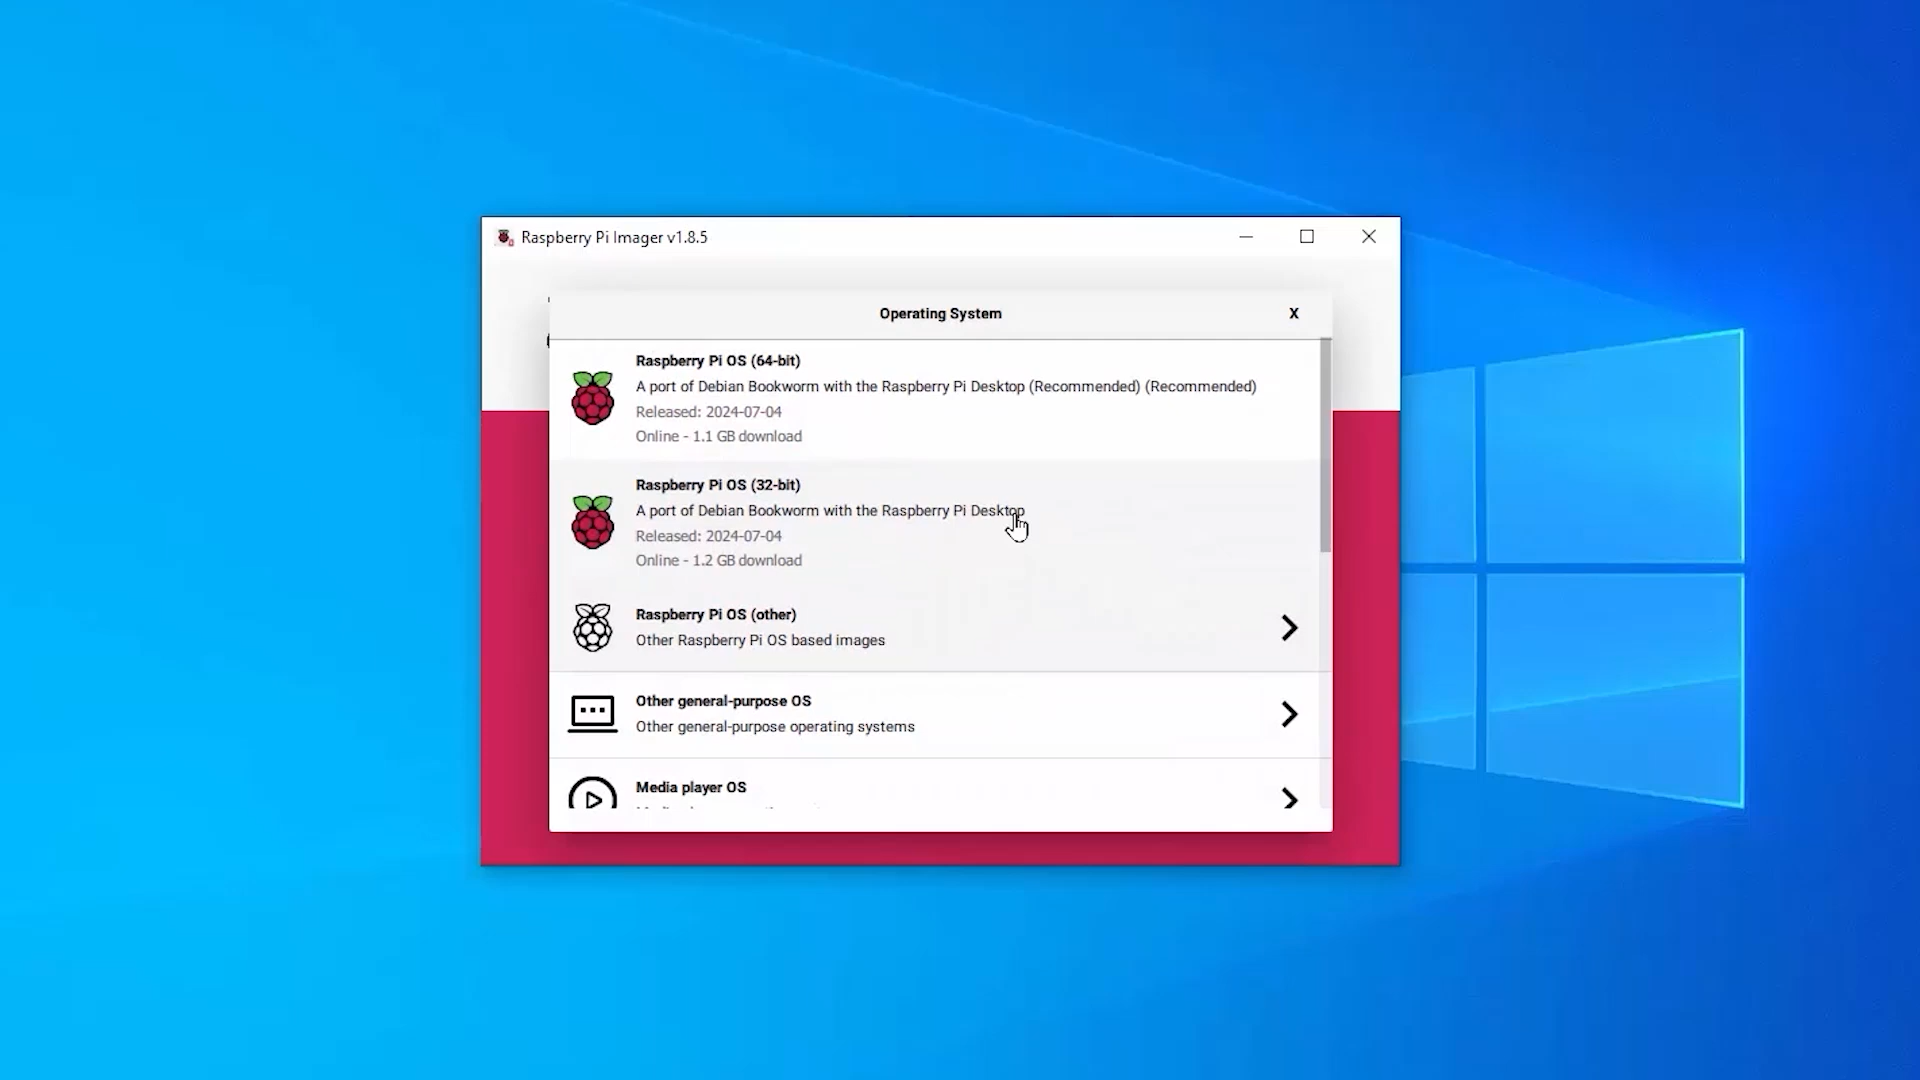 Raspberry Pi Imager v1.8.5
Operating System
X
Raspberry Pi OS (64-bit)
A port of Debian Bookworm with the Raspberry Pi Desktop (Recommended) (Recommended)
Released: 2024-07-04
Online - 1.1 GB download
Raspberry Pi OS (32-bit)
A port of Debian Bookworm with the Raspberry Pi Desktop
Released: 2024-07-04
Online - 1.2 GB download
Raspberry Pi OS (other)
Other Raspberry Pi OS based images
Other general-purpose OS
Other general-purpose operating systems
Media player OS